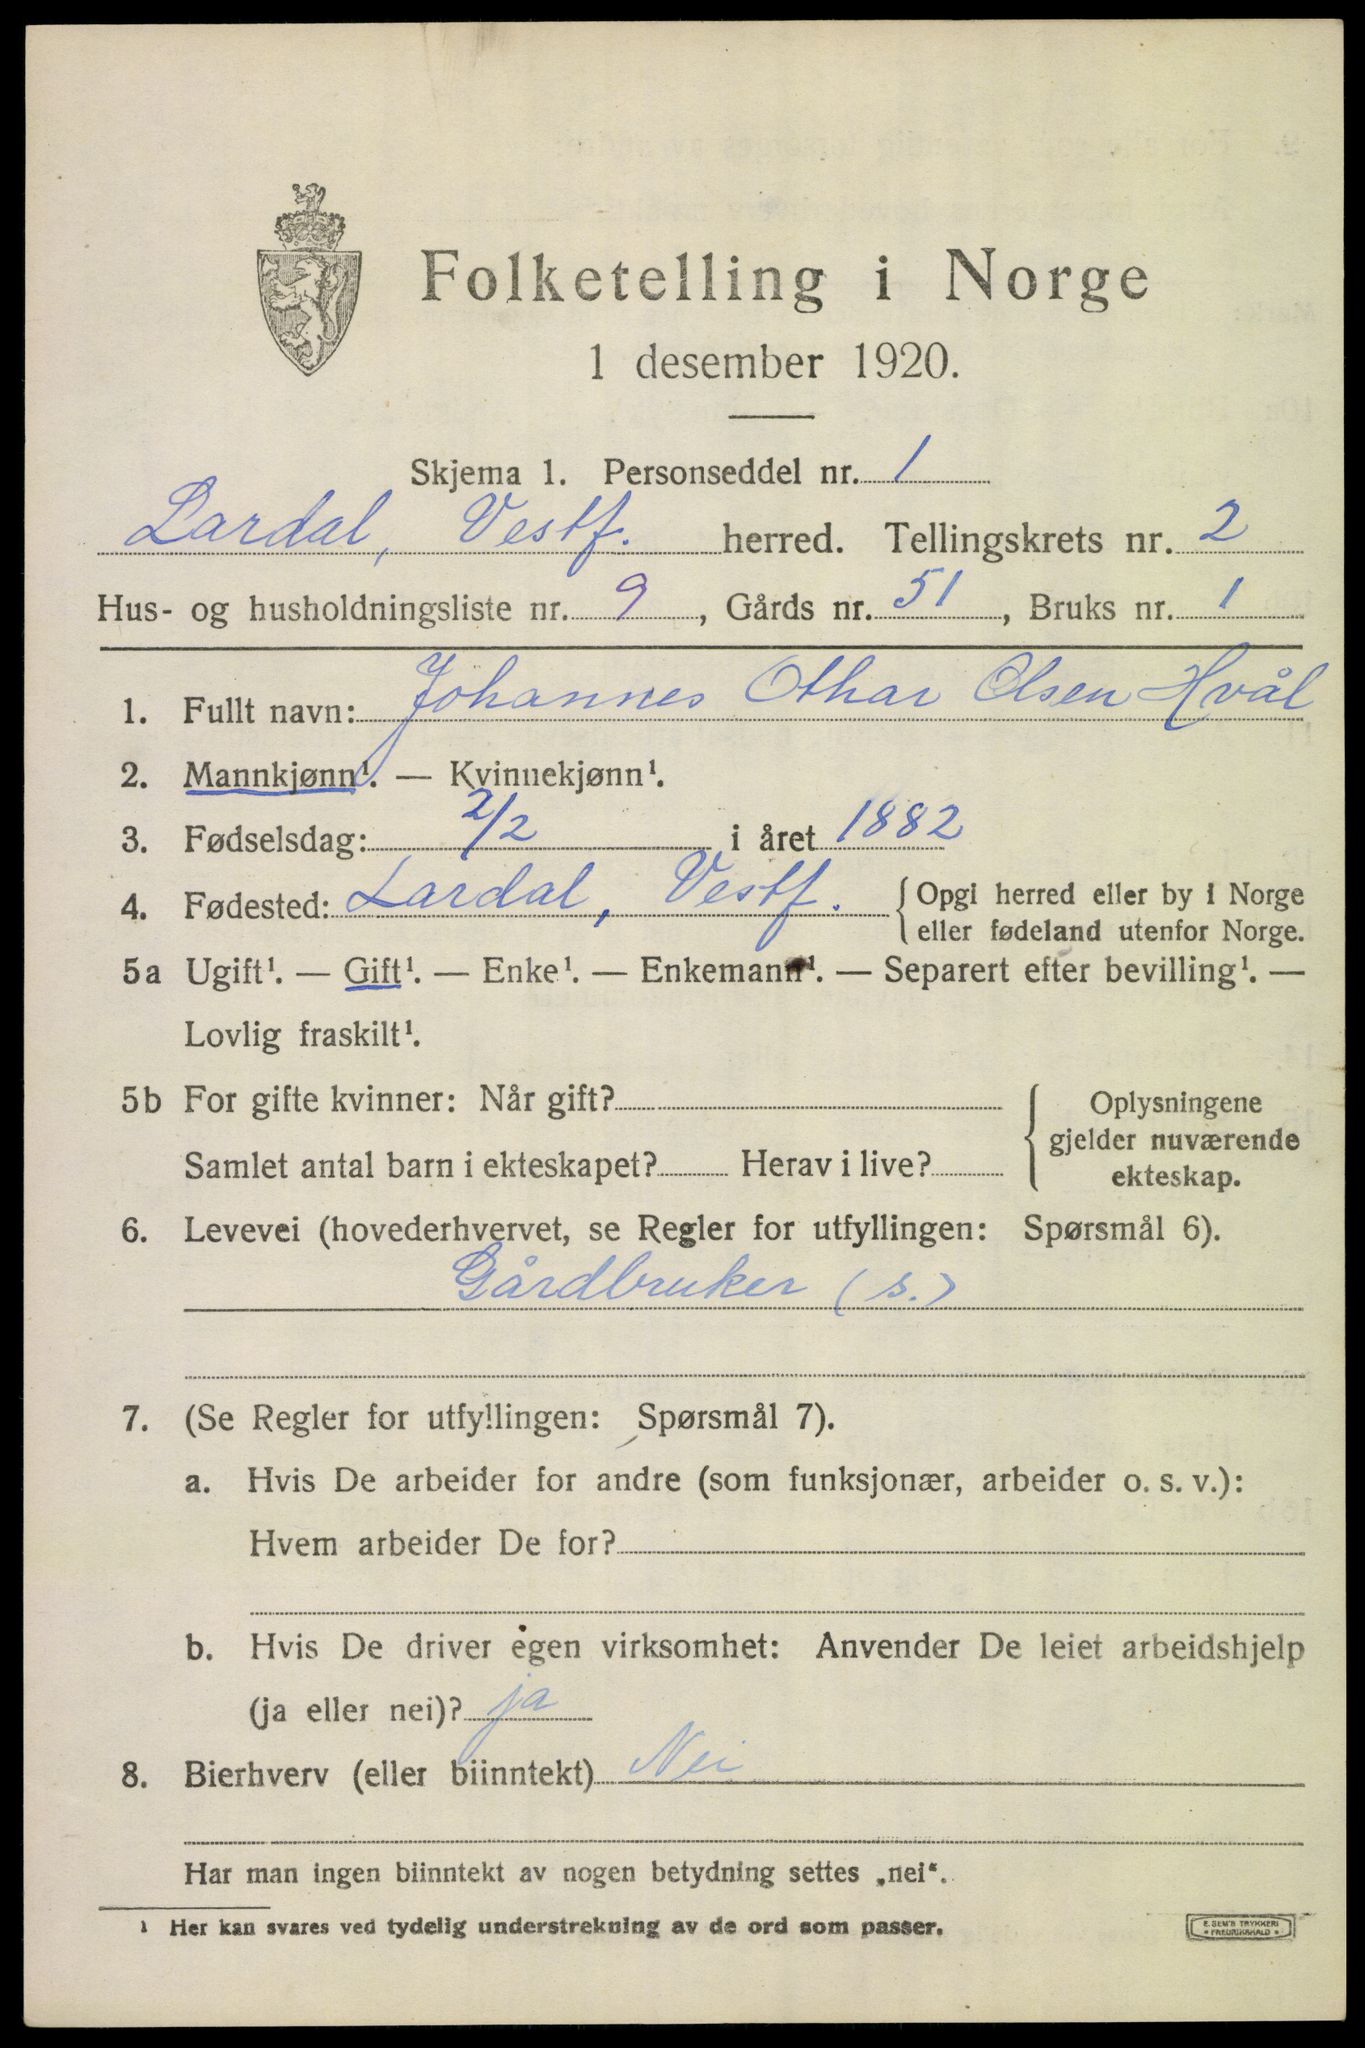 Folketelling i Norge
1 desember 1920.
Skjema 1. Personseddel nr. 1
Lardal, Vestf. herred. Tellingskrets nr. 2
Hus- og husholdningsliste nr. 9, Gårds nr. 51, Bruks nr. 1
1. Fullt navn: Johannes Othar Olsen Hvål
2. Mannkjønn¹. — Kvinnekjønn¹.
3. Fødselsdag: 2/2 i året 1882
4. Fødested: Lardal, Vestf. { Opgi herred eller by i Norge
eller fødeland utenfor Norge.
5a Ugift¹. — Gift¹. — Enke¹. — Enkemann¹. — Separert efter bevilling¹. —
Lovlig fraskilt¹.
5b For gifte kvinner: Når gift?
Samlet antal barn i ekteskapet? Herav i live?
{ Oplysningene
gjelder nuværende
ekteskap.
6. Levevei (hovederhvervet, se Regler for utfyllingen: Spørsmål 6).
Gårdbruker (s.)
7. (Se Regler for utfyllingen: Spørsmål 7).
a. Hvis De arbeider for andre (som funksjonær, arbeider o. s. v.):
Hvem arbeider De for?
b. Hvis De driver egen virksomhet: Anvender De leiet arbeidshjelp
(ja eller nei)? ja
8. Bierhverv (eller biinntekt) Nei
Har man ingen biinntekt av nogen betydning settes „nei“.
¹ Her kan svares ved tydelig understrekning av de ord som passer.
E. SEM'S TRYKKERI
* FREDRIKSHALD *